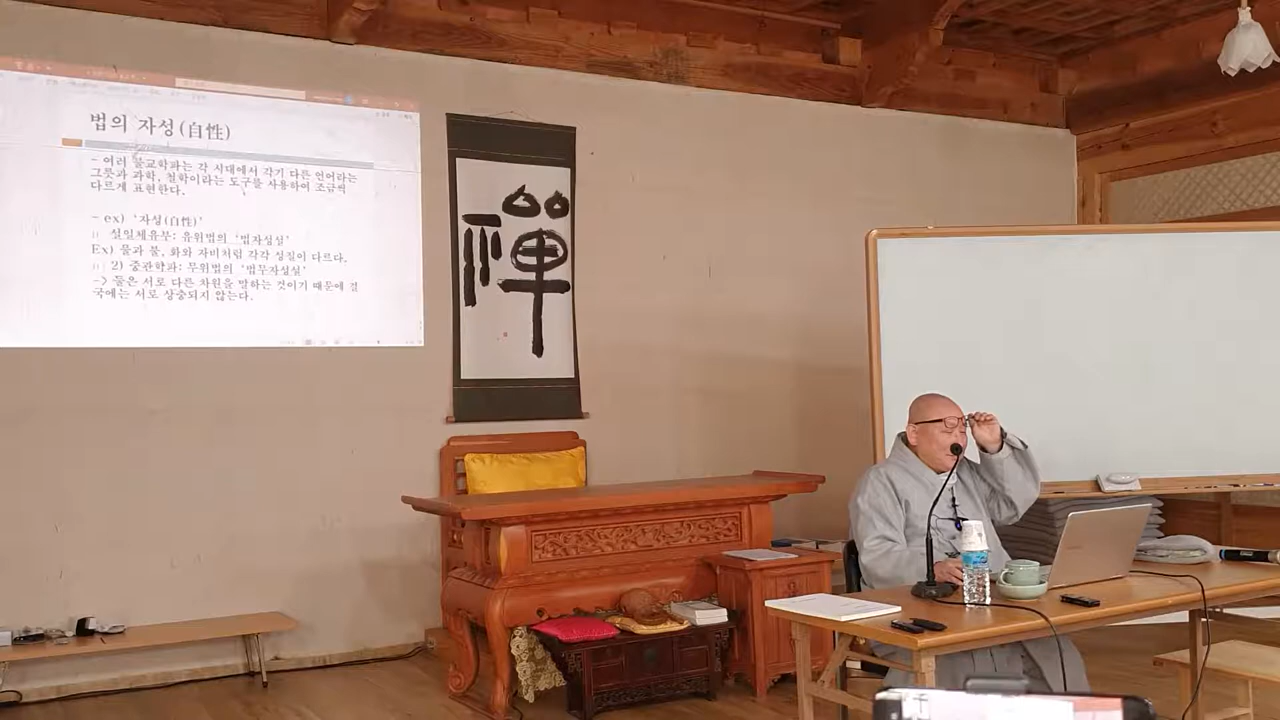 법의 자성(自性)
- 여러 불교학파는 각 시대에서 각기 다른 언어라는
그릇과 과학, 철학이라는 도구를 사용하여 조금씩
다르게 표현한다.
- ex) '자성(自性)'
설일체유부: 유위법의 '법자성실'
Ex) 물과 불, 화와 자비처럼 각각 성질이 다르다.
2) 중관학파: 무위법의 '법무자성실'
-> 둘은 서로 다른 차원을 말하는 것이기 때문에 결
국에는 서로 상충되지 않는다.
禪